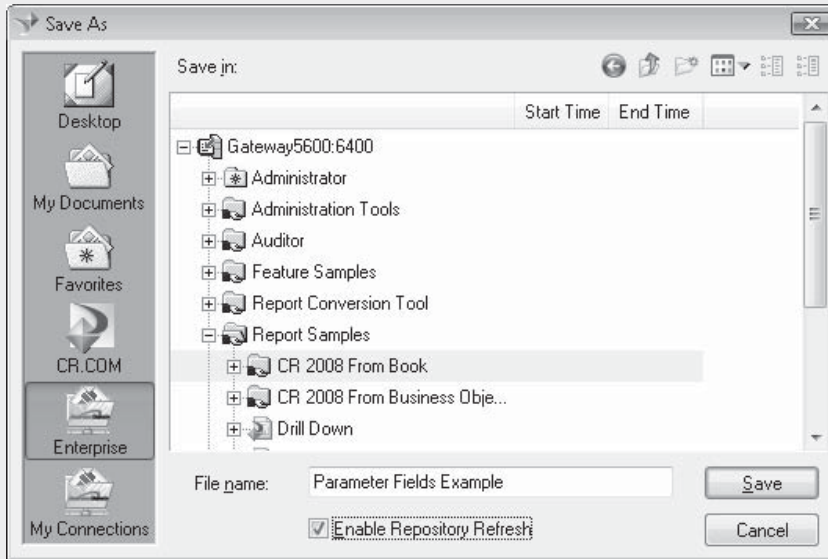 Save As
Save in:
Desktop
My Documents
Favorites
CR.COM
Enterprise
My Connections
Start Time End Time
Gateway5600:6400
Administrator
Administration Tools
Auditor
Feature Samples
Report Conversion Tool
Report Samples
CR 2008 From Book
CR 2008 From Business Obje...
Drill Down
File name: Parameter Fields Example Save
Enable Repository Refresh Cancel